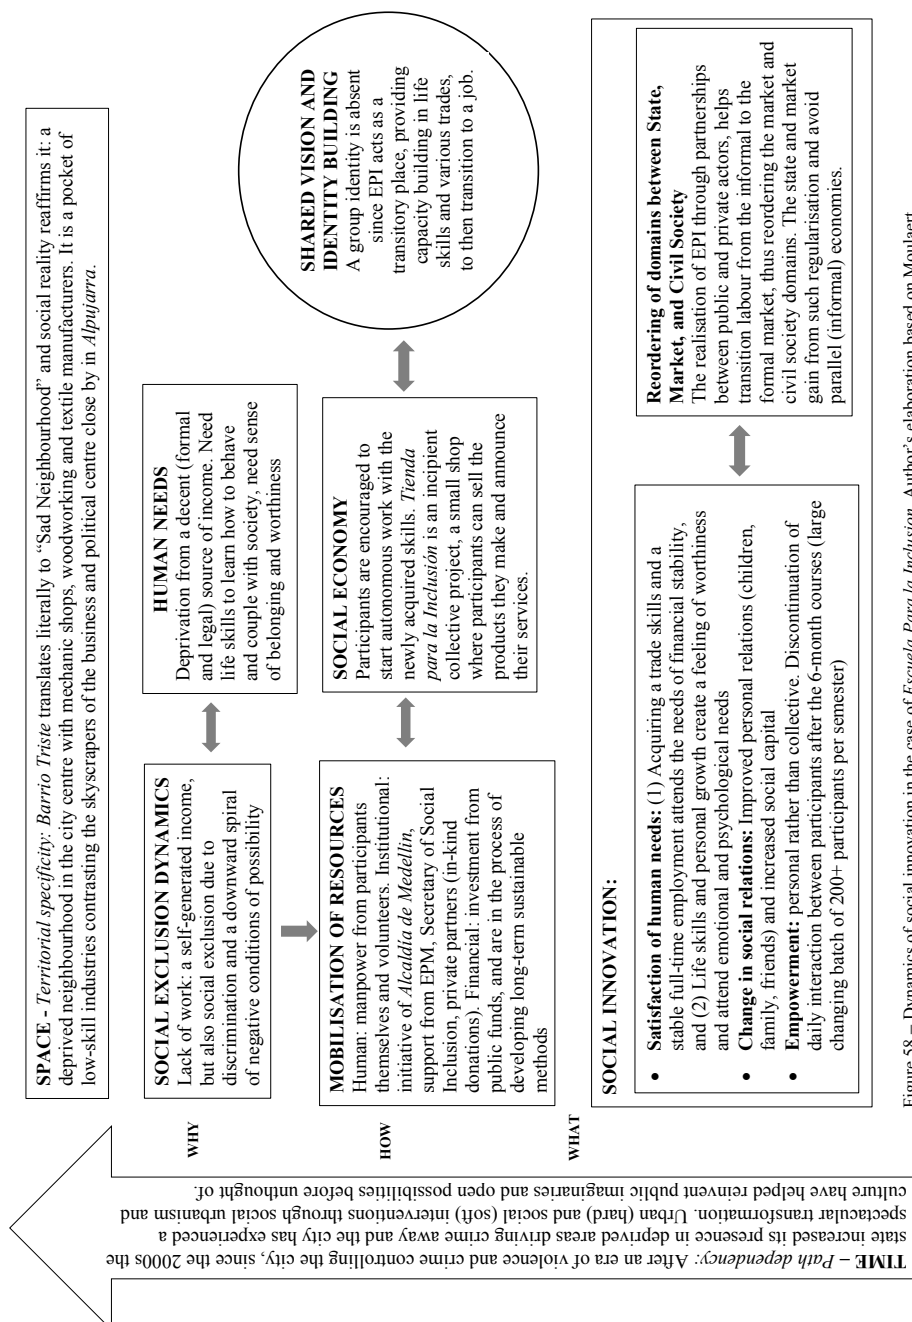 SPACE - Territorial specificity: Barrio Triste translates literally to “Sad Neighbourhood” and social reality reaffirms it: a
deprived neighbourhood in the city centre with mechanic shops, woodworking and textile manufacturers. It is a pocket of
low-skill industries contrasting the skyscrapers of the business and political centre close by in Alpujarra.
WHY
SOCIAL EXCLUSION DYNAMICS
Lack of work: a self-generated income,
but also social exclusion due to
discrimination and a downward spiral
of negative conditions of possibility
HUMAN NEEDS
Deprivation from a decent (formal
and legal) source of income. Need
life skills to learn how to behave
and couple with society, need sense
of belonging and worthiness
HOW
MOBILISATION OF RESOURCES
Human: manpower from participants
themselves and volunteers. Institutional:
initiative of Alcaldía de Medellín,
support from EPM, Secretary of Social
Inclusion, private partners (in-kind
donations). Financial: investment from
public funds, and are in the process of
developing long-term sustainable
methods
SOCIAL ECONOMY
Participants are encouraged to
start autonomous work with the
newly acquired skills. Tienda
para la Inclusión is an incipient
collective project, a small shop
where participants can sell the
products they make and announce
their services.
SHARED VISION AND
IDENTITY BUILDING
A group identity is absent
since EPI acts as a
transitory place, providing
capacity building in life
skills and various trades,
to then transition to a job.
WHAT
SOCIAL INNOVATION:
• Satisfaction of human needs: (1) Acquiring a trade skills and a
stable full-time employment attends the needs of financial stability,
and (2) Life skills and personal growth create a feeling of worthiness
and attend emotional and psychological needs
• Change in social relations: Improved personal relations (children,
family, friends) and increased social capital
• Empowerment: personal rather than collective. Discontinuation of
daily interaction between participants after the 6-month courses (large
changing batch of 200+ participants per semester)
Reordering of domains between State,
Market, and Civil Society
The realisation of EPI through partnerships
between public and private actors, helps
transition labour from the informal to the
formal market, thus reordering the market and
civil society domains. The state and market
gain from such regularisation and avoid
parallel (informal) economies.
TIME – Path dependency: After an era of violence and crime controlling the city, since the 2000s the
state increased its presence in deprived areas driving crime away and the city has experienced a
spectacular transformation. Urban (hard) and social (soft) interventions through social urbanism and
culture have helped reinvent public imaginaries and open possibilities before unthought of.
Figure 58 – Dynamics of social innovation in the case of Escuela Para la Inclusion. Author’s elaboration based on Moulaert